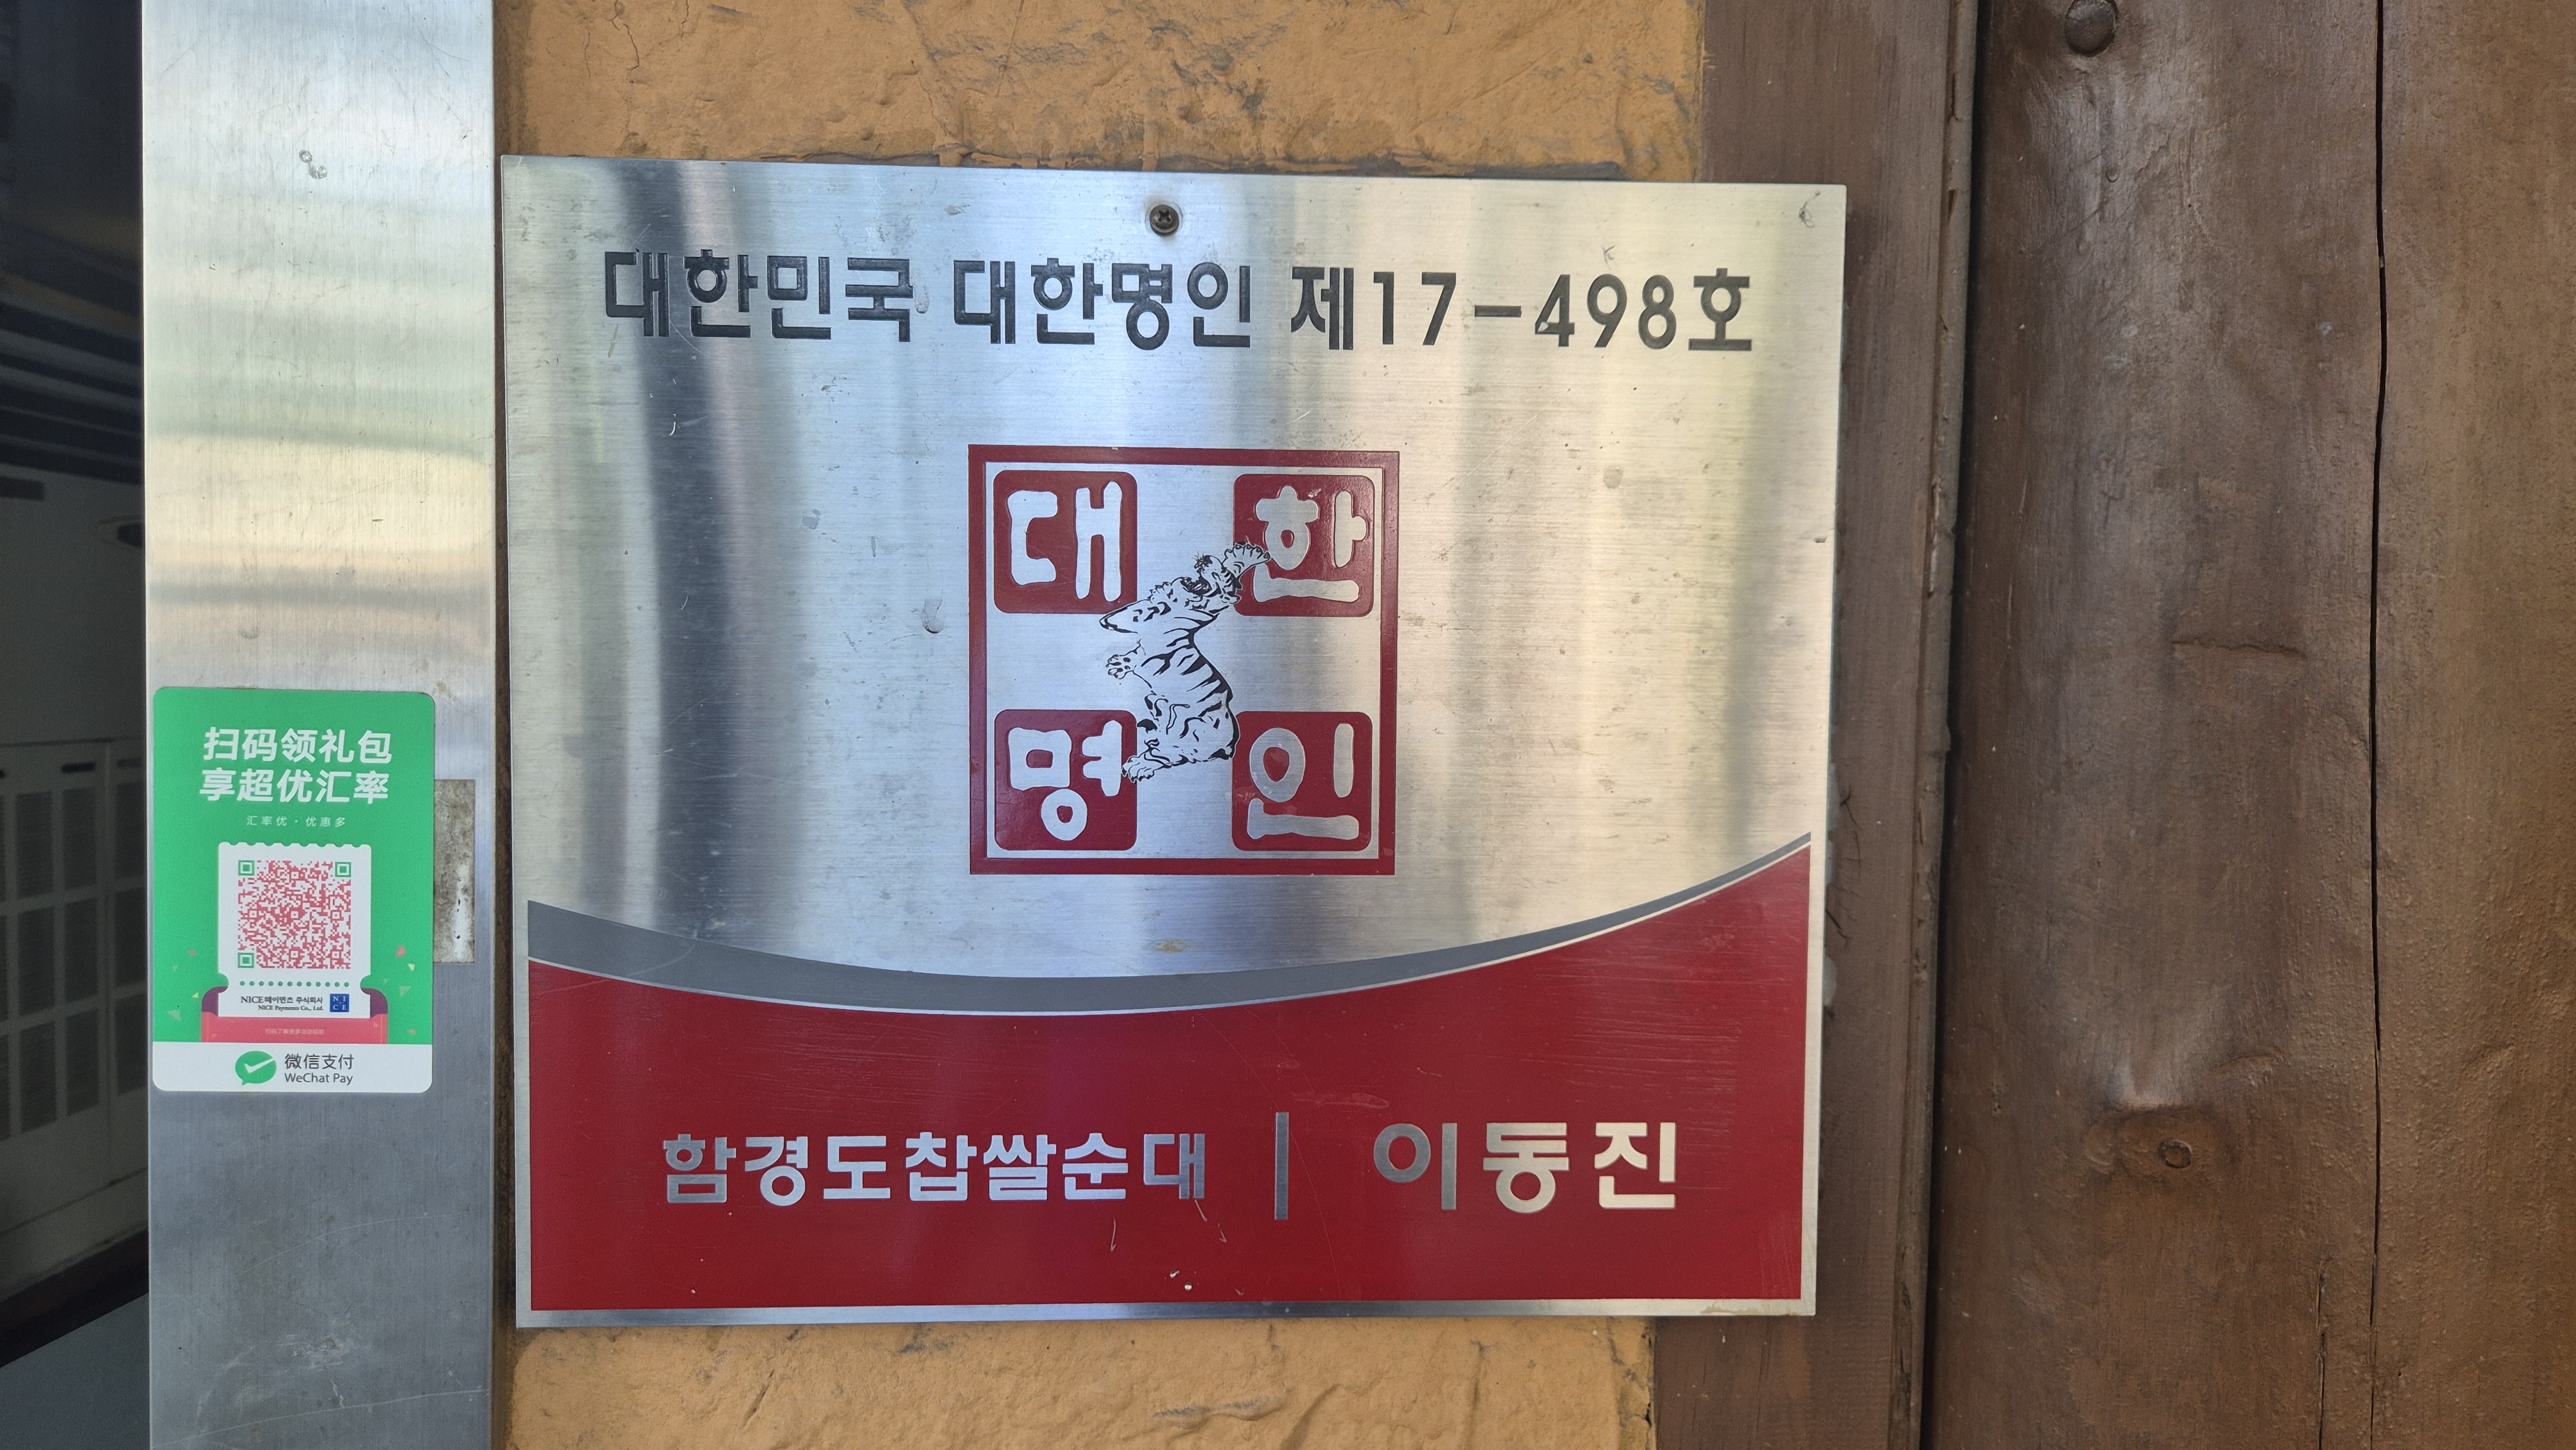 대한민국 대한명인 제17-498호
대한
명인
함경도찹쌀순대 | 이동진
扫码领礼包
享超优汇率
汇率优·优惠多
NICE페이먼츠 주식회사
NICE Payments Co., Ltd.
NICE
微信支付
WeChat Pay